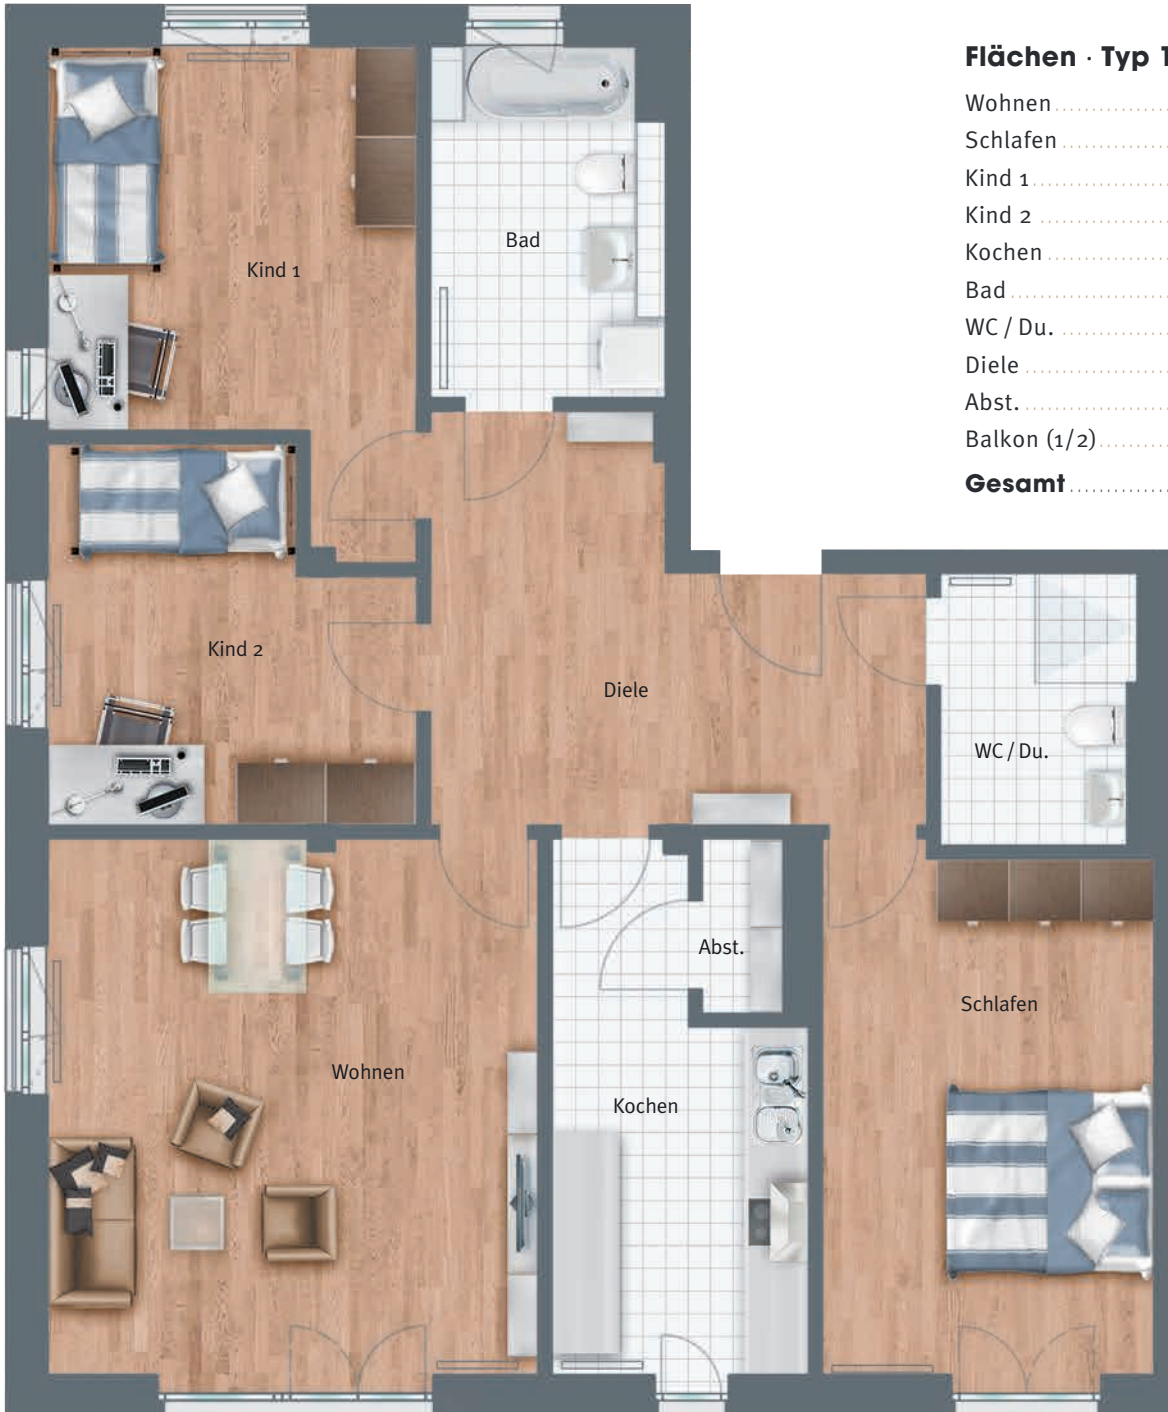 Flächen · Typ 1
Wohnen
Schlafen
Kind 1
Kind 2
Kochen
Bad
WC / Du.
Diele
Abst.
Balkon (1/2)
Gesamt
Bad
Kind 1
Kind 2
Diele
WC / Du.
Abst.
Schlafen
Wohnen
Kochen